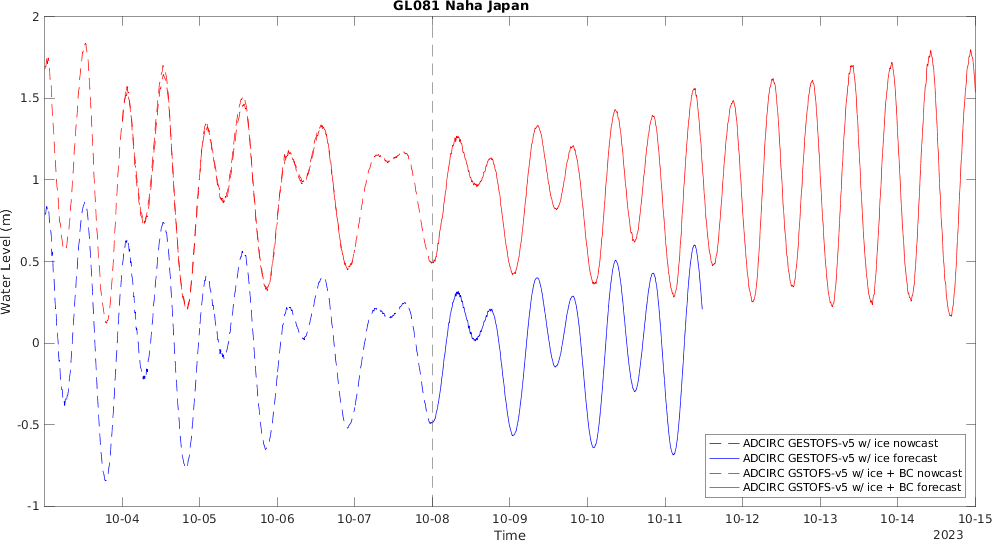 GL081 Naha Japan
2
1.5
1
0.5
0
-0.5
-1
Water Level (m)
10-04 10-05 10-06 10-07 10-08 10-09 10-10 10-11 10-12 10-13 10-14 10-15
Time
2023
ADCIRC GESTOFS-v5 w/ ice nowcast
ADCIRC GESTOFS-v5 w/ ice forecast
ADCIRC GSTOFS-v5 w/ ice + BC nowcast
ADCIRC GSTOFS-v5 w/ ice + BC forecast